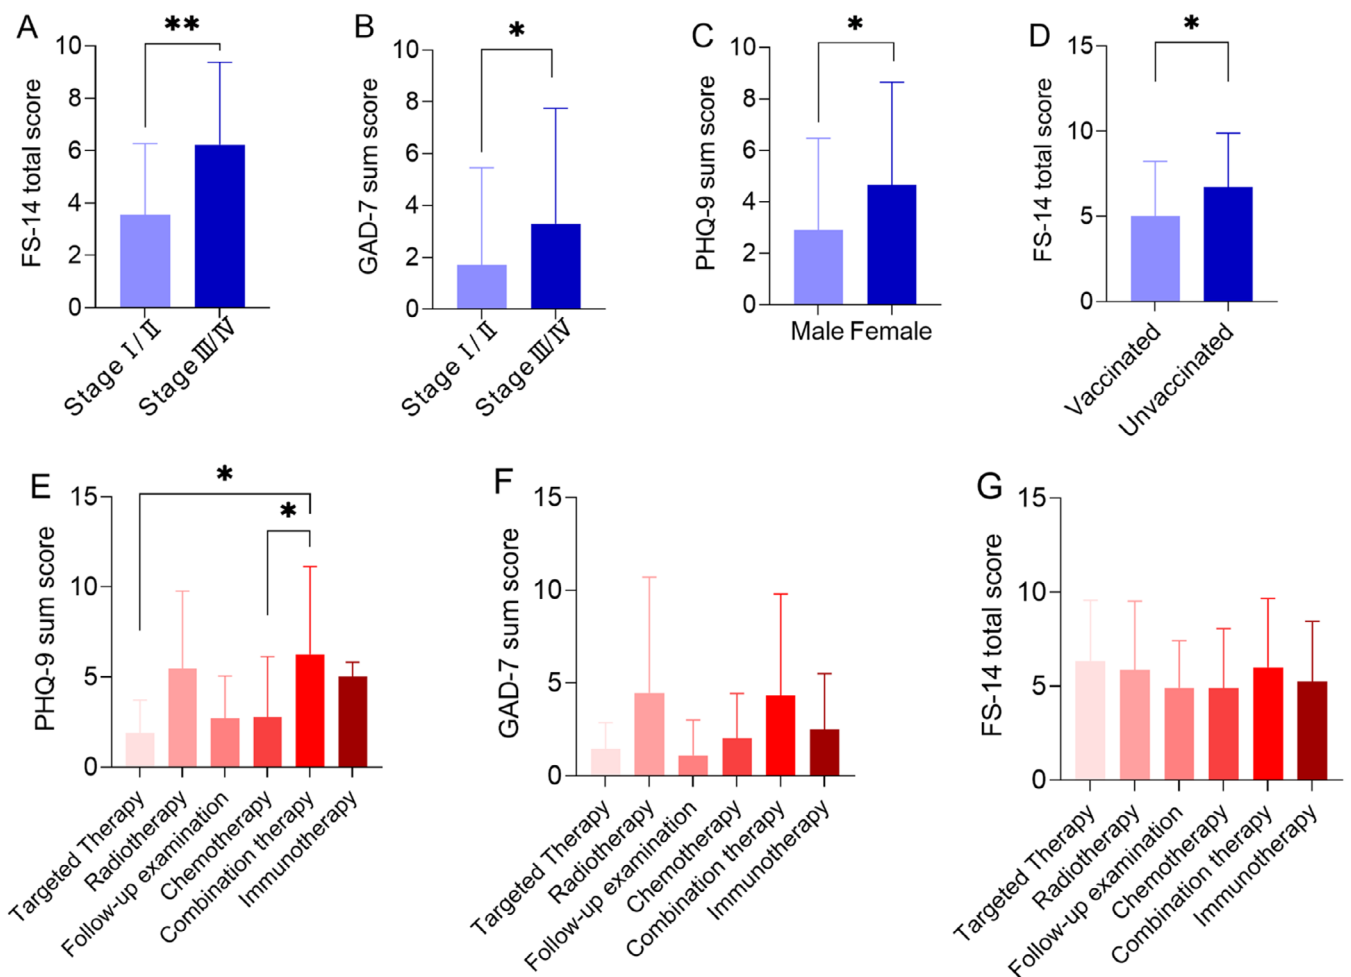 A
**
FS-14 total score
10
8
6
4
2
0
Stage Ⅰ/Ⅱ
Stage Ⅲ/Ⅳ
B
*
GAD-7 sum score
10
8
6
4
2
0
Stage Ⅰ/Ⅱ
Stage Ⅲ/Ⅳ
C
*
PHQ-9 sum score
10
8
6
4
2
0
Male Female
D
*
FS-14 total score
15
10
5
0
Vaccinated
Unvaccinated
E
*
*
PHQ-9 sum score
15
10
5
0
Targeted Therapy
Radiotherapy
Follow-up examination
Chemotherapy
Combination therapy
Immunotherapy
F
GAD-7 sum score
15
10
5
0
Targeted Therapy
Radiotherapy
Follow-up examination
Chemotherapy
Combination therapy
Immunotherapy
G
FS-14 total score
15
10
5
0
Targeted Therapy
Radiotherapy
Follow-up examination
Chemotherapy
Combination therapy
Immunotherapy